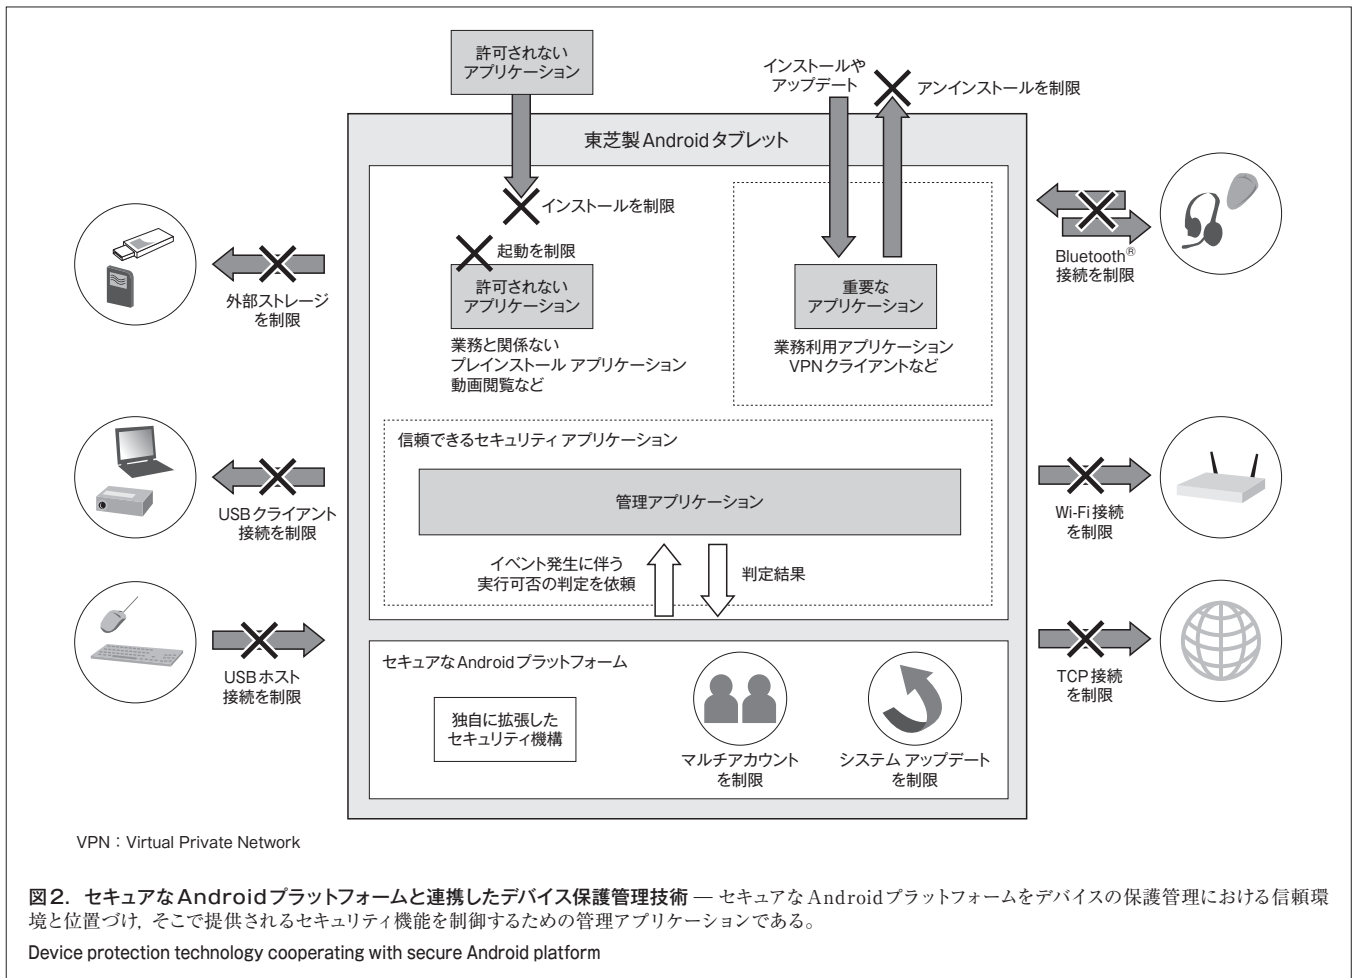 許可されない
アプリケーション
インストールや
アップデート
アンインストールを制限
東芝製Androidタブレット
インストールを制限
起動を制限
許可されない
アプリケーション
業務と関係ない
プレインストール アプリケーション
動画閲覧など
重要な
アプリケーション
業務利用アプリケーション
VPNクライアントなど
外部ストレージ
を制限
Bluetooth®
接続を制限
信頼できるセキュリティ アプリケーション
管理アプリケーション
USBクライアント
接続を制限
Wi-Fi接続
を制限
イベント発生に伴う
実行可否の判定を依頼
判定結果
USBホスト
接続を制限
TCP接続
を制限
セキュアなAndroidプラットフォーム
独自に拡張した
セキュリティ機構
マルチアカウント
を制限
システム アップデート
を制限
VPN：Virtual Private Network
図2．セキュアなAndroidプラットフォームと連携したデバイス保護管理技術 — セキュアなAndroidプラットフォームをデバイスの保護管理における信頼環
境と位置づけ，そこで提供されるセキュリティ機能を制御するための管理アプリケーションである。
Device protection technology cooperating with secure Android platform